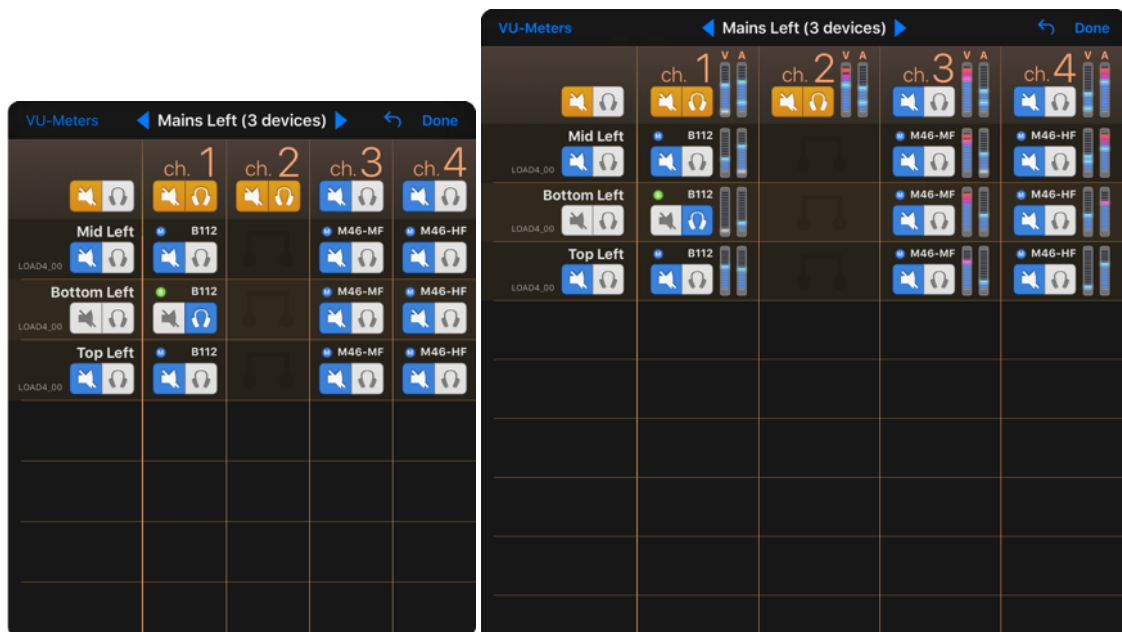 VU-Meters Mains Left (3 devices) Done
ch. 1 ch. 2 ch. 3 ch. 4
Mid Left B112 M46-MF M46-HF
LOAD4_00
Bottom Left B112 M46-MF M46-HF
LOAD4_00
Top Left B112 M46-MF M46-HF
LOAD4_00
VU-Meters Mains Left (3 devices) Done
V A V A V A V A
ch. 1 ch. 2 ch. 3 ch. 4
Mid Left M B112 M M46-MF M M46-HF
LOAD4_00
Bottom Left S B112 M M46-MF M M46-HF
LOAD4_00
Top Left M B112 M M46-MF M M46-HF
LOAD4_00